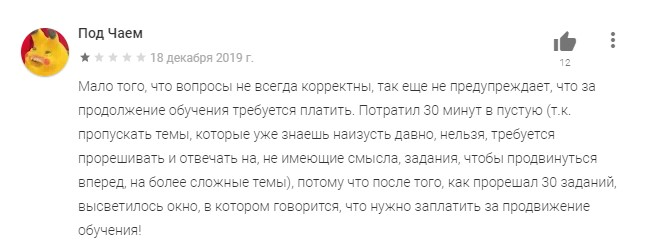 Под Чаем
18 декабря 2019 г.
12
Мало того, что вопросы не всегда корректны, так еще не предупреждает, что за
продолжение обучения требуется платить. Потратил 30 минут в пустую (т.к.
пропускать темы, которые уже знаешь наизусть давно, нельзя, требуется
прорешивать и отвечать на, не имеющие смысла, задания, чтобы продвинуться
вперед, на более сложные темы), потому что после того, как прорешал 30 заданий,
высветилось окно, в котором говорится, что нужно заплатить за продвижение
обучения!